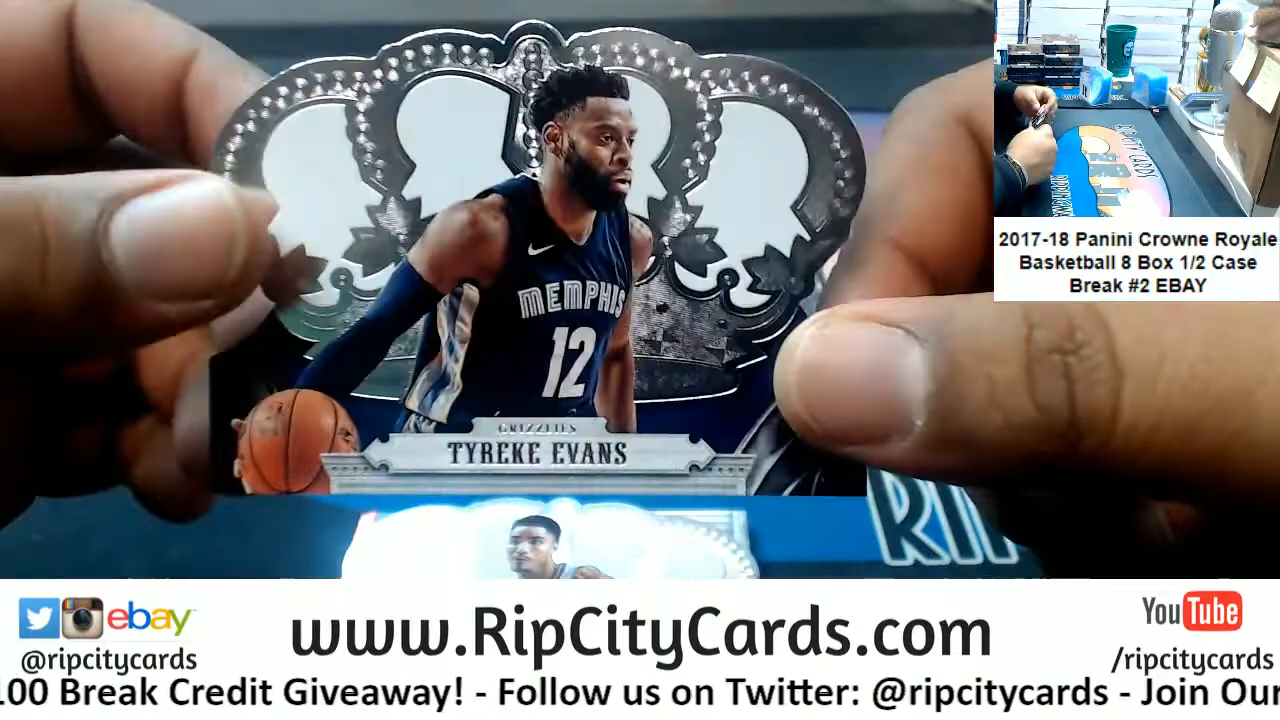 MEMPHIS
12
GRIZZLIES
TYREKE EVANS
2017-18 Panini Crowne Royale
Basketball 8 Box 1/2 Case
Break #2 EBAY
RIP
ebay
@ripcitycards
www.RipCityCards.com
YouTube
/ripcitycards
100 Break Credit Giveaway! - Follow us on Twitter: @ripcitycards - Join Our